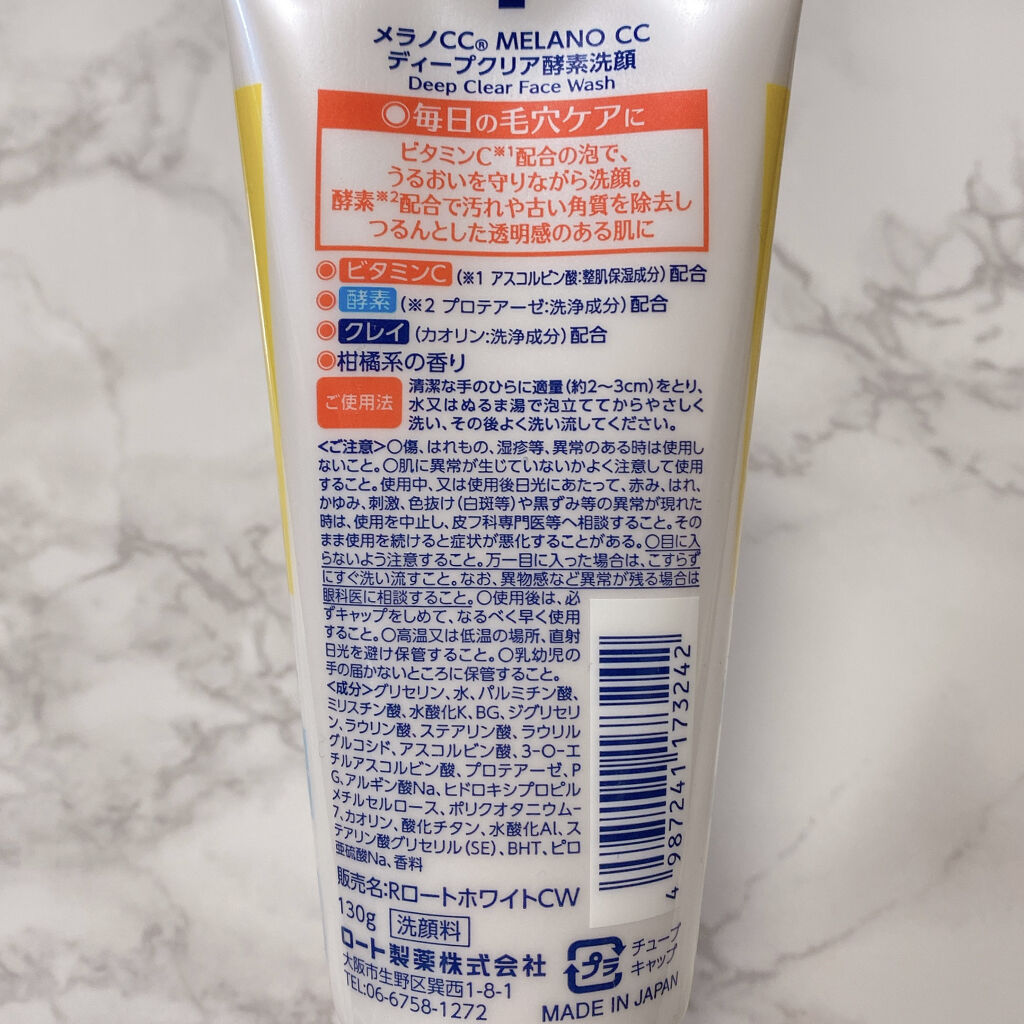 メラノCC® MELANO CC
ディープクリア酵素洗顔
Deep Clear Face Wash
◉毎日の毛穴ケアに
ビタミンC※1配合の泡で、
うるおいを守りながら洗顔。
酵素※2配合で汚れや古い角質を除去し
つるんとした透明感のある肌に
◉ビタミンC(※1 アスコルビン酸:整肌保湿成分)配合
◉酵素(※2 プロテアーゼ:洗浄成分)配合
◉クレイ(カオリン:洗浄成分)配合
◉柑橘系の香り
ご使用法
清潔な手のひらに適量(約2〜3cm)をとり、
水又はぬるま湯で泡立ててからやさしく
洗い、その後よく洗い流してください。
<ご注意>〇傷、はれもの、湿疹等、異常のある時は使用し
ないこと。〇肌に異常が生じていないかよく注意して使用
すること。使用中、又は使用後日光にあたって、赤み、はれ、
かゆみ、刺激、色抜け(白斑等)や黒ずみ等の異常が現れた
時は、使用を中止し、皮フ科専門医等へ相談すること。その
まま使用を続けると症状が悪化することがある。〇目に入
らないよう注意すること。万一目に入った場合は、こすらず
にすぐ洗い流すこと。なお、異物感など異常が残る場合は
眼科医に相談すること。〇使用後は、必
ずキャップをしめて、なるべく早く使用
すること。〇高温又は低温の場所、直射
日光を避け保管すること。〇乳幼児の
手の届かないところに保管すること。
<成分>グリセリン、水、パルミチン酸、
ミリスチン酸、水酸化K、BG、ジグリセリ
ン、ラウリン酸、ステアリン酸、ラウリル
グルコシド、アスコルビン酸、3-O-エ
チルアスコルビン酸、プロテアーゼ、P
G、アルギン酸Na、ヒドロキシプロピル
メチルセルロース、ポリクオタニウム-
7、カオリン、酸化チタン、水酸化Al、ス
テアリン酸グリセリル(SE)、BHT、ピロ
亜硫酸Na、香料
4 987241 173242
販売名:RロートホワイトCW
130g 洗顔料
ロート製薬株式会社
大阪市生野区巽西1-8-1
TEL:06-6758-1272
プラ
チューブ
キャップ
MADE IN JAPAN